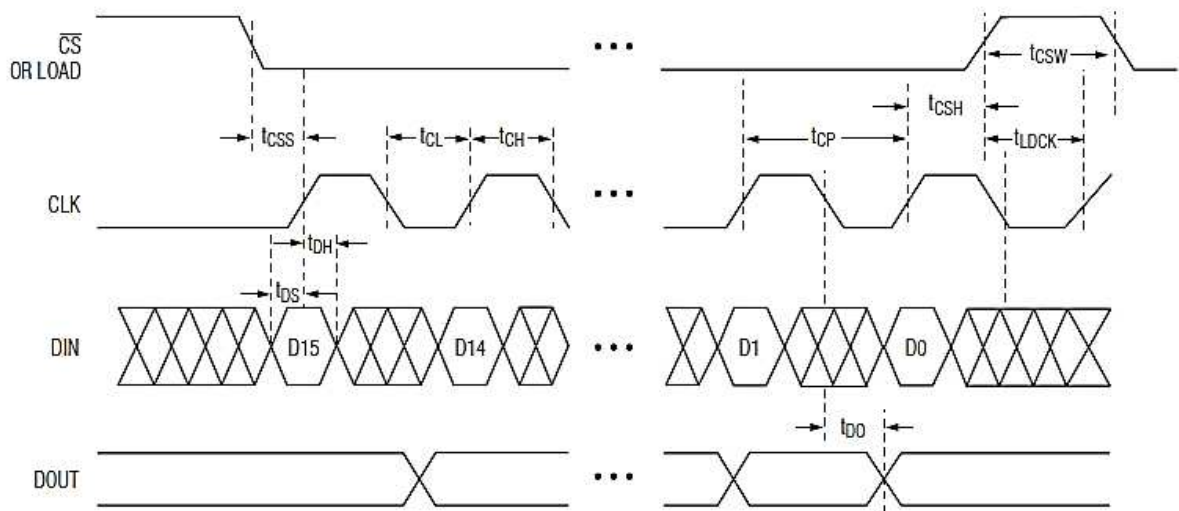 CS
OR LOAD
•••
tCSW
tCSS
tCL
tCH
tCP
tCSH
tLDCK
CLK
•••
tDH
tDS
DIN
D15
D14
•••
D1
D0
tDO
DOUT
•••